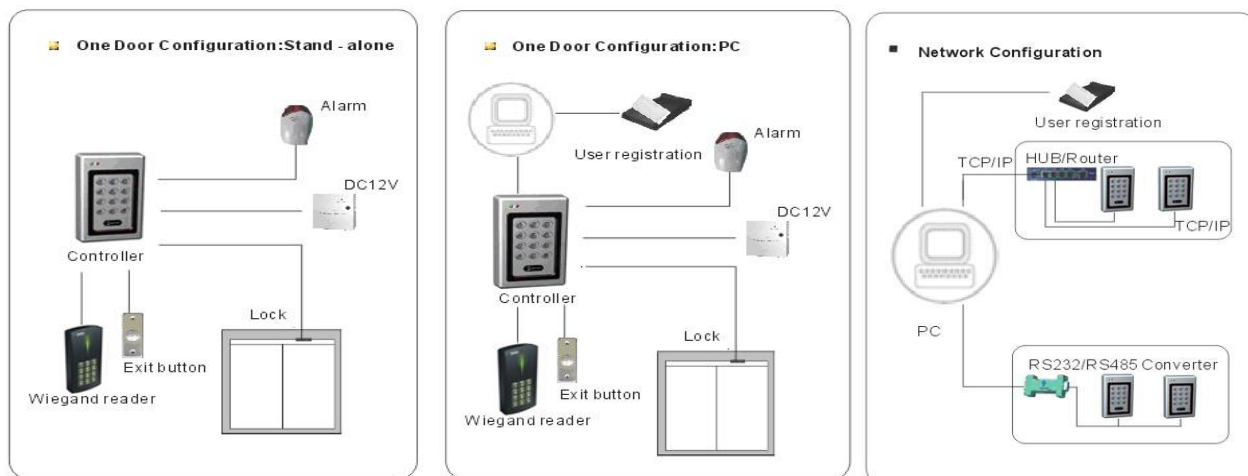 One Door Configuration:Stand - alone
Alarm
DC12V
Controller
Lock
Exit button
Wiegand reader
One Door Configuration:PC
User registration
Alarm
DC12V
Controller
Lock
Exit button
Wiegand reader
Network Configuration
User registration
TCP/IP
HUB/Router
TCP/IP
PC
RS232/RS485 Converter